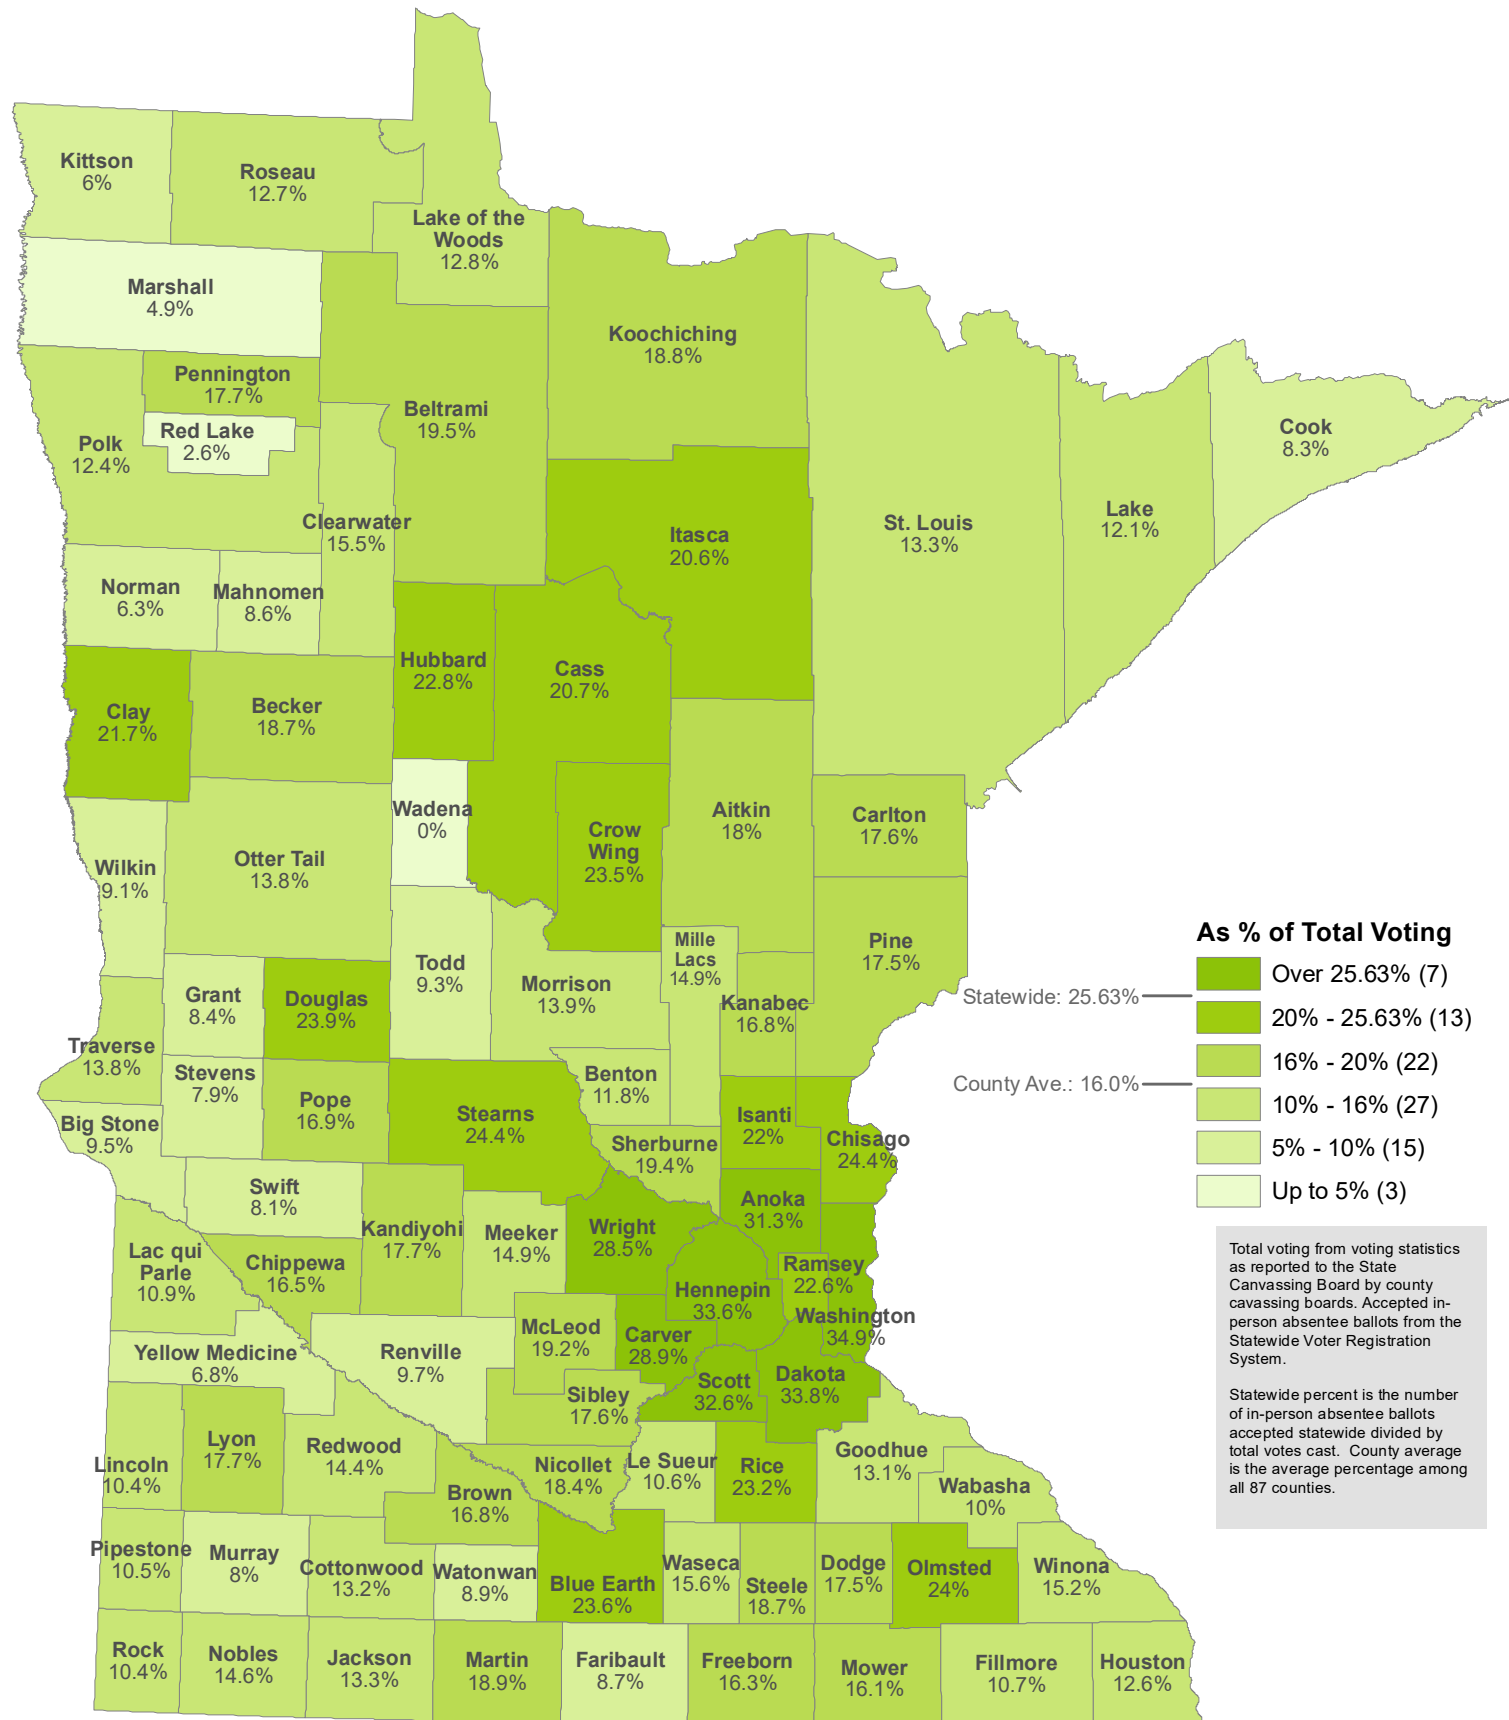 Kittson
6%
Roseau
12.7%
Lake of the
Woods
12.8%
Marshall
4.9%
Koochiching
18.8%
Pennington
17.7%
Beltrami
19.5%
Red Lake
2.6%
Polk
12.4%
Cook
8.3%
Clearwater
15.5%
Itasca
20.6%
St. Louis
13.3%
Lake
12.1%
Norman
6.3%
Mahnomen
8.6%
Hubbard
22.8%
Cass
20.7%
Clay
21.7%
Becker
18.7%
Wadena
0%
Crow
Wing
23.5%
Aitkin
18%
Carlton
17.6%
Wilkin
9.1%
Otter Tail
13.8%
Todd
9.3%
Morrison
13.9%
Mille
Lacs
14.9%
Pine
17.5%
Kanabec
16.8%
Grant
8.4%
Douglas
23.9%
Traverse
13.8%
Stevens
7.9%
Pope
16.9%
Stearns
24.4%
Benton
11.8%
Isanti
22%
Chisago
24.4%
Big Stone
9.5%
Sherburne
19.4%
Swift
8.1%
Kandiyohi
17.7%
Meeker
14.9%
Wright
28.5%
Anoka
31.3%
Lac qui
Parle
10.9%
Chippewa
16.5%
Hennepin
33.6%
Ramsey
22.6%
Washington
34.9%
McLeod
19.2%
Carver
28.9%
Yellow Medicine
6.8%
Renville
9.7%
Scott
32.6%
Dakota
33.8%
Sibley
17.6%
Lyon
17.7%
Redwood
14.4%
Lincoln
10.4%
Nicollet
18.4%
Le Sueur
10.6%
Rice
23.2%
Goodhue
13.1%
Wabasha
10%
Brown
16.8%
Pipestone
10.5%
Murray
8%
Cottonwood
13.2%
Watonwan
8.9%
Blue Earth
23.6%
Waseca
15.6%
Steele
18.7%
Dodge
17.5%
Olmsted
24%
Winona
15.2%
Rock
10.4%
Nobles
14.6%
Jackson
13.3%
Martin
18.9%
Faribault
8.7%
Freeborn
16.3%
Mower
16.1%
Fillmore
10.7%
Houston
12.6%
As % of Total Voting
Over 25.63% (7)
Statewide: 25.63%
20% - 25.63% (13)
16% - 20% (22)
County Ave.: 16.0%
10% - 16% (27)
5% - 10% (15)
Up to 5% (3)
Total voting from voting statistics
as reported to the State
Canvassing Board by county
cavassing boards. Accepted in-
person absentee ballots from the
Statewide Voter Registration
System.
Statewide percent is the number
of in-person absentee ballots
accepted statewide divided by
total votes cast.  County average
is the average percentage among
all 87 counties.